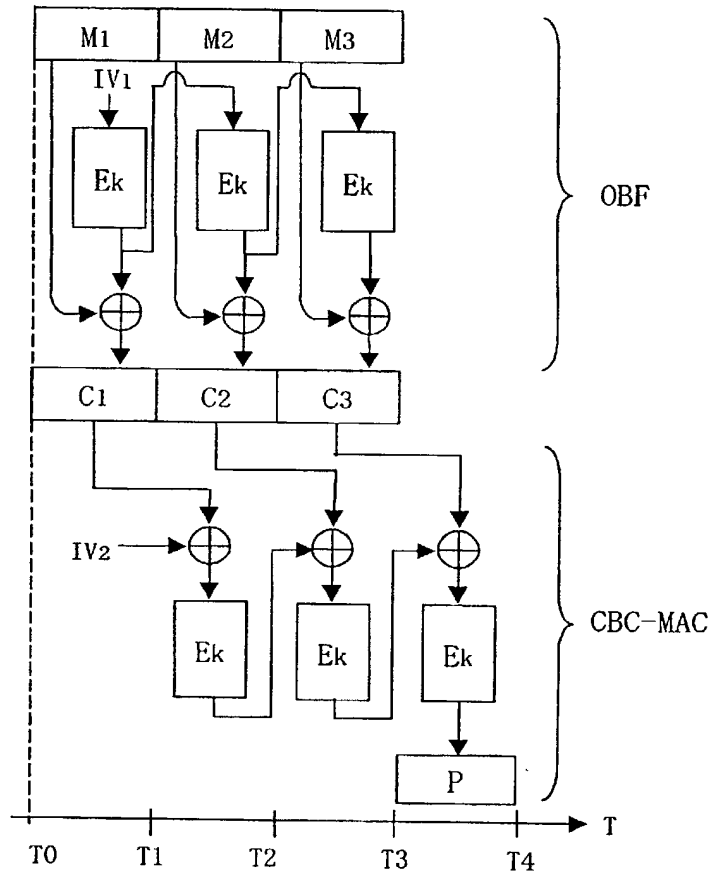 M1 M2 M3
IV1
Ek Ek Ek
OBF
C1 C2 C3
IV2
Ek Ek Ek
CBC-MAC
P
T
T0 T1 T2 T3 T4